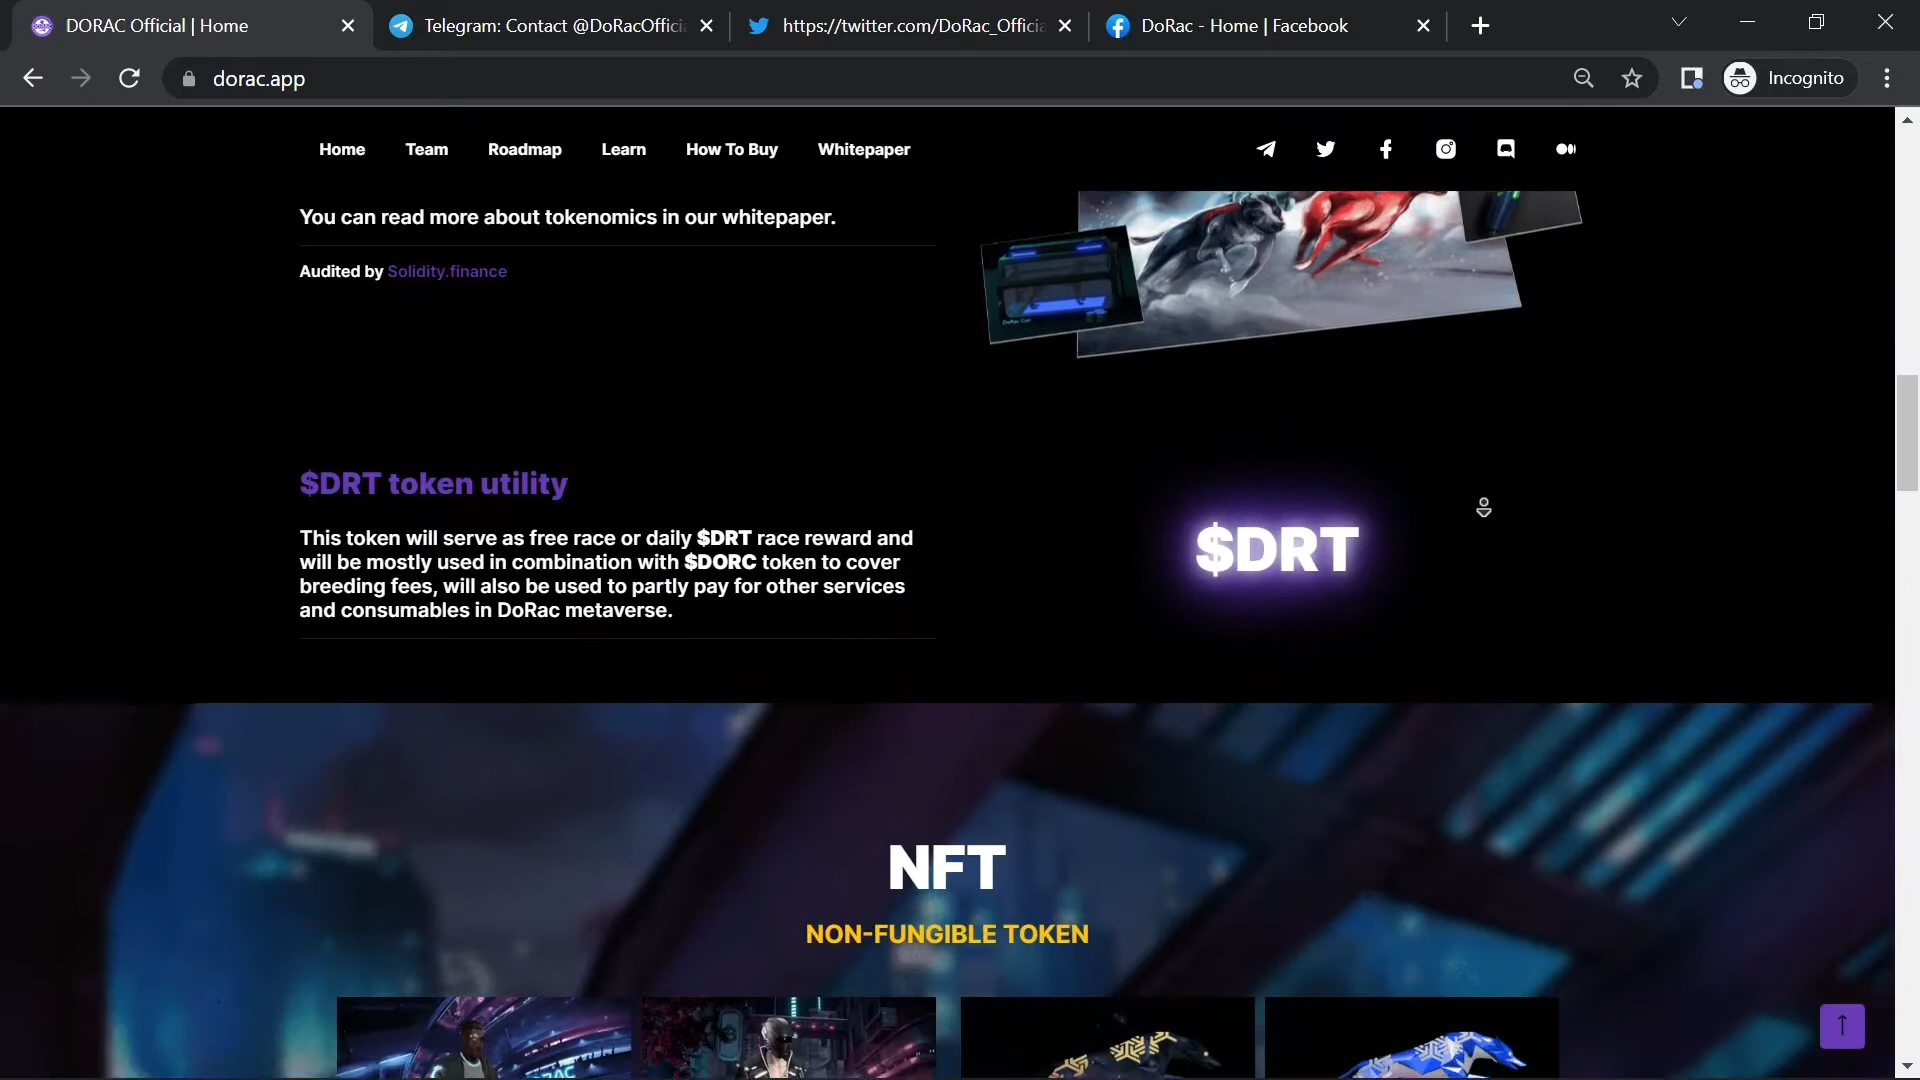 DORAC Official | Home
Telegram: Contact @DoRacOffici
https://twitter.com/DoRac_Officia
DoRac - Home | Facebook
dorac.app
Incognito
Home
Team
Roadmap
Learn
How To Buy
Whitepaper
You can read more about tokenomics in our whitepaper.
Audited by Solidity.finance
$DRT token utility
This token will serve as free race or daily $DRT race reward and
will be mostly used in combination with $DORC token to cover
breeding fees, will also be used to partly pay for other services
and consumables in DoRac metaverse.
$DRT
NFT
NON-FUNGIBLE TOKEN